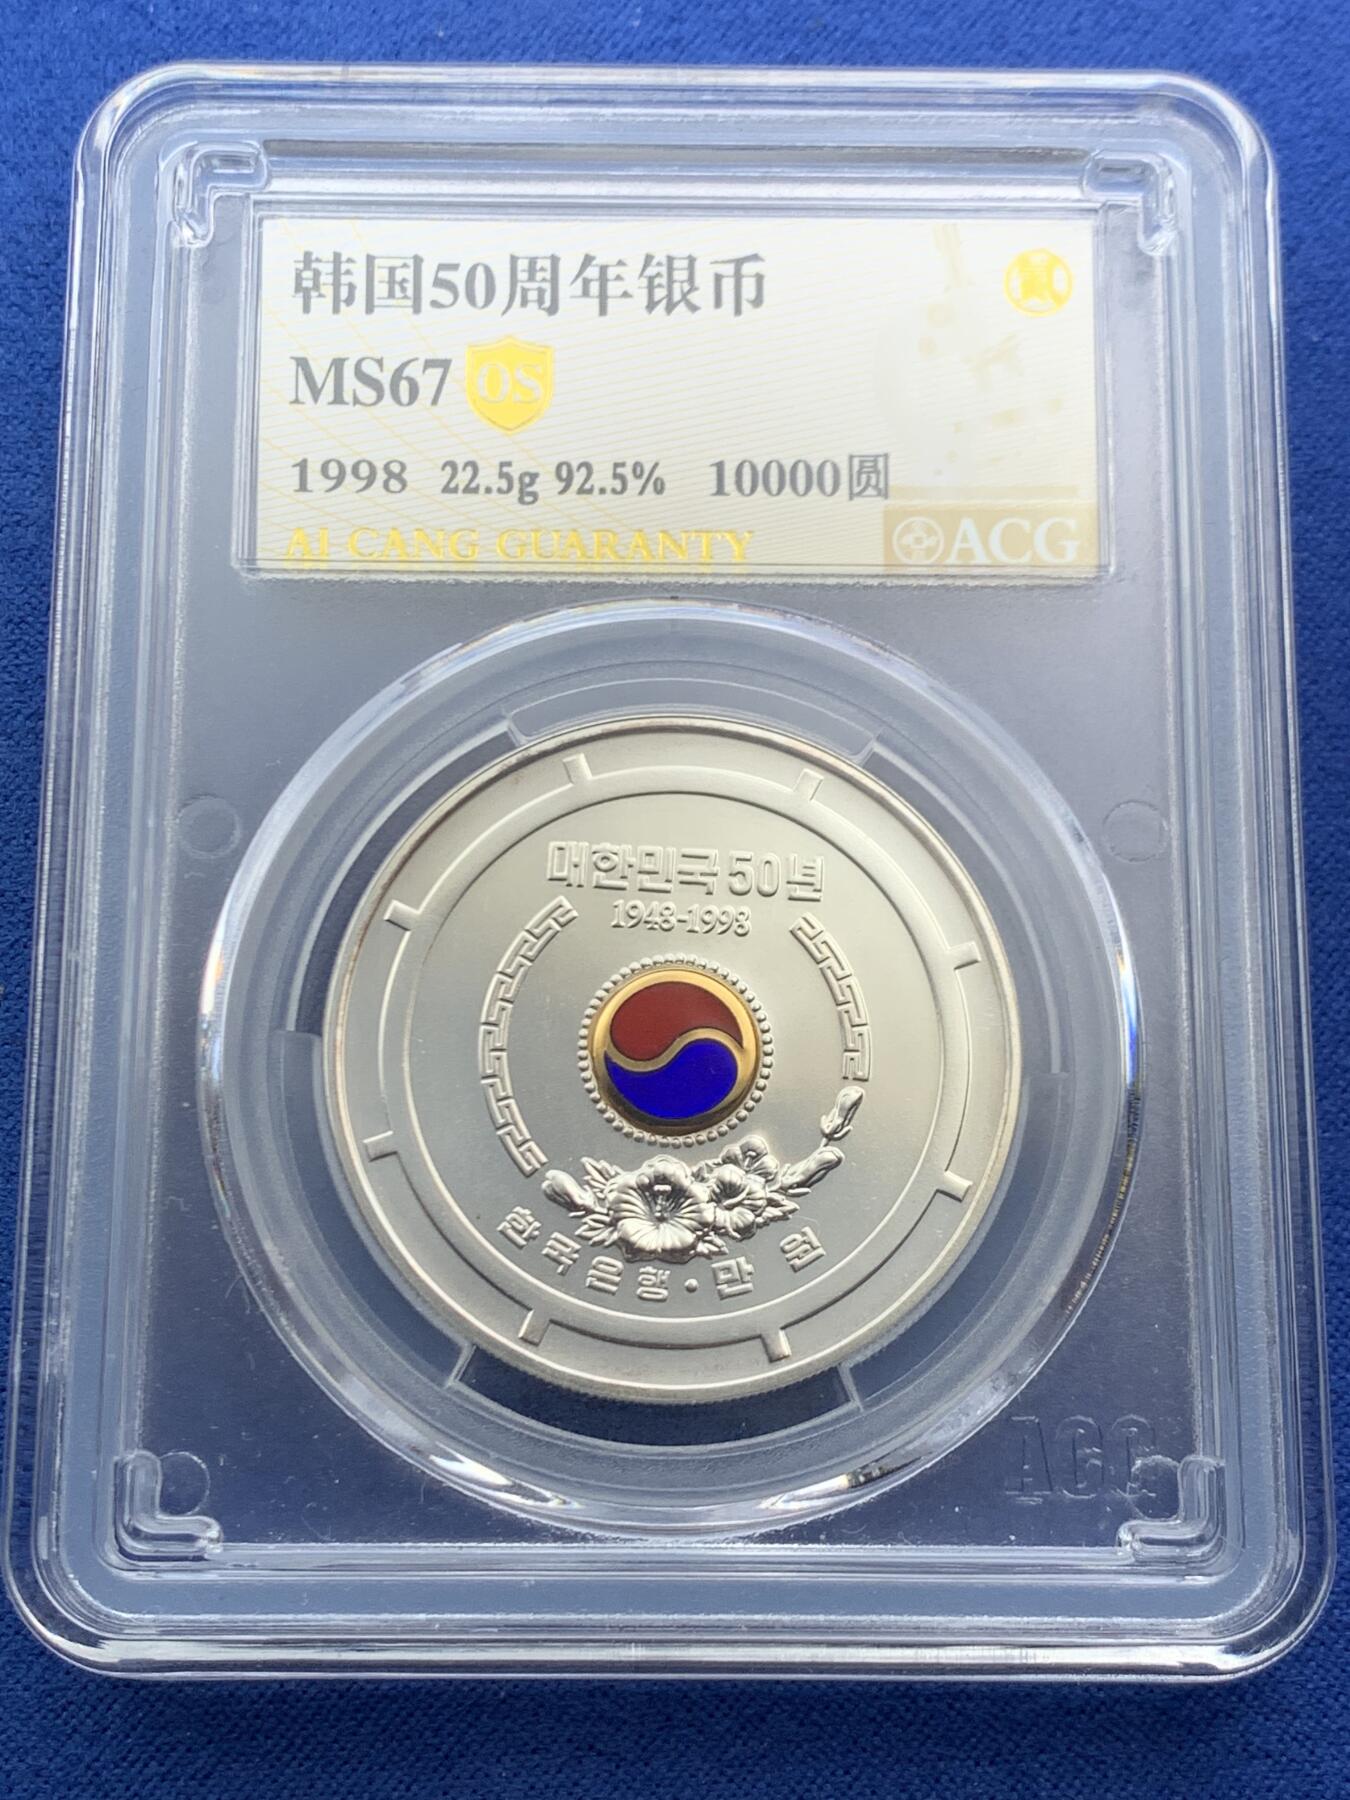 韩国50周年银币
贰
MS67 OS
1998 22.5g 92.5% 10000圆
AI CANG GUARANTY
ACG
대한민국 50년
1948-1998
한국은행·만원
ACG